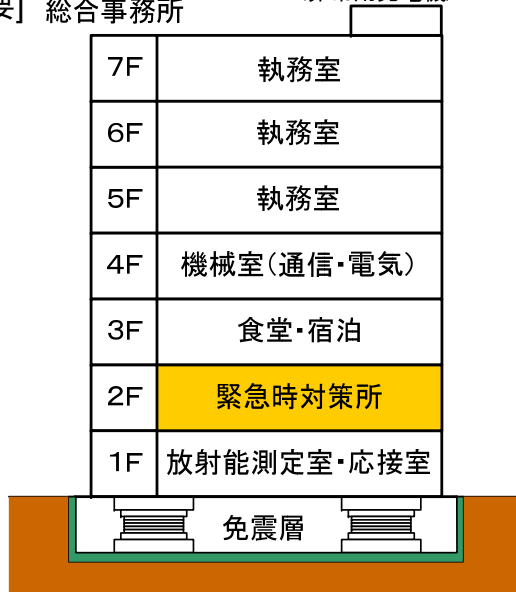 要] 総合事務所
7F 執務室
6F 執務室
5F 執務室
4F 機械室(通信・電気)
3F 食堂・宿泊
2F 緊急時対策所
1F 放射能測定室・応接室
免震層